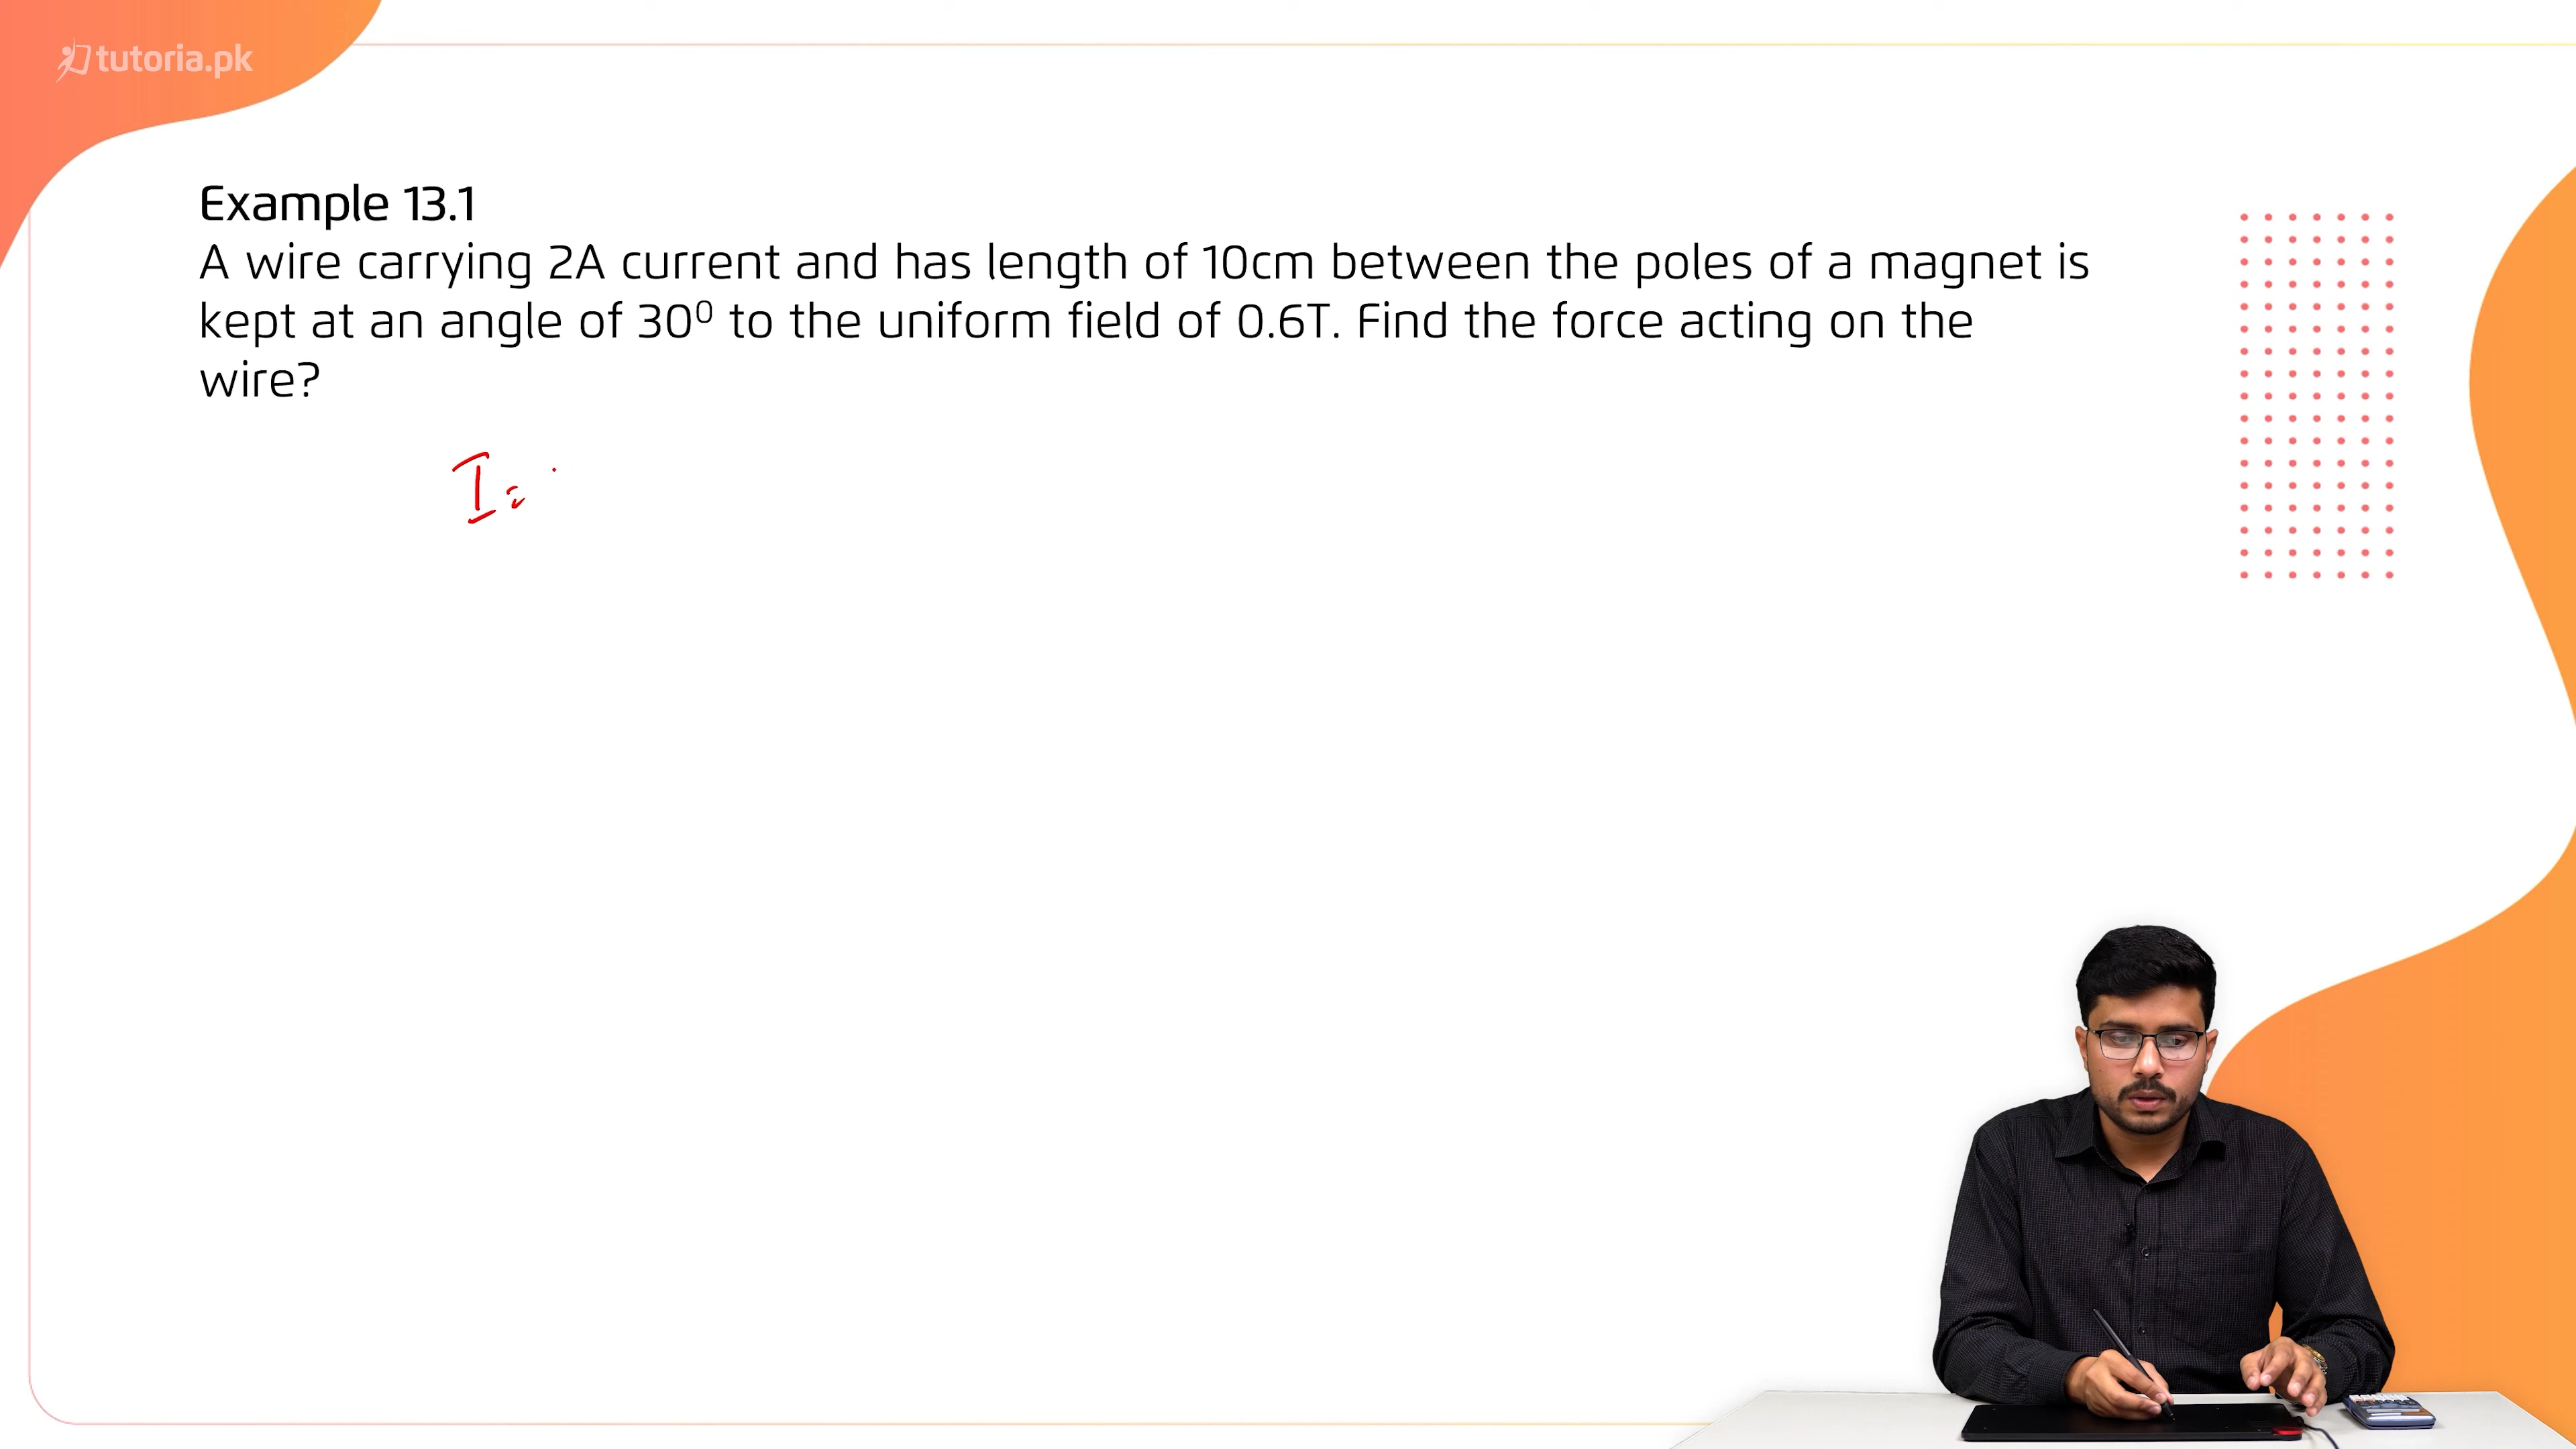 tutoria.pk
Example 13.1
A wire carrying 2A current and has length of 10cm between the poles of a magnet is
kept at an angle of 30⁰ to the uniform field of 0.6T. Find the force acting on the
wire?
I=